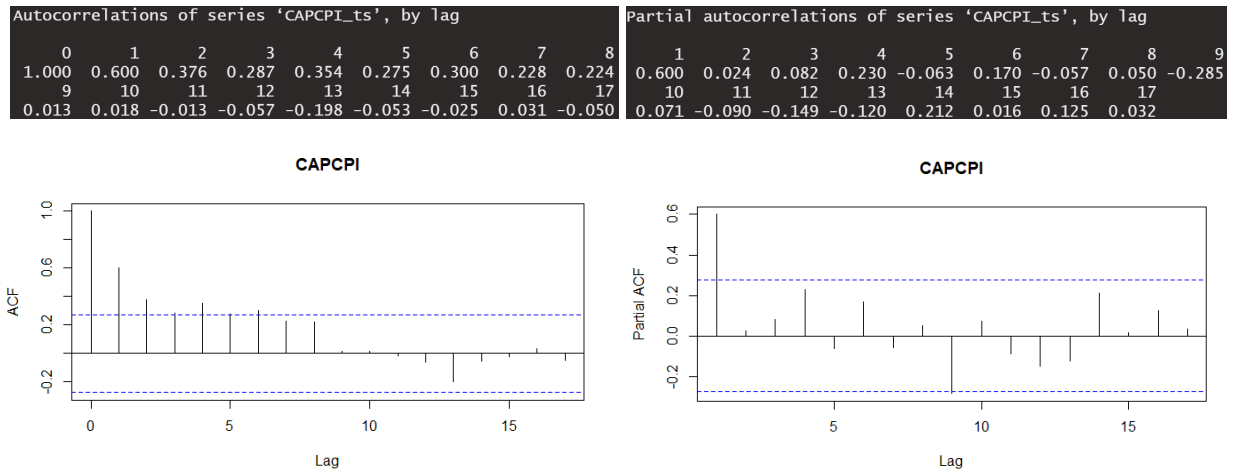 Autocorrelations of series ‘CAPCPI_ts’, by lag
0 1 2 3 4 5 6 7 8
1.000 0.600 0.376 0.287 0.354 0.275 0.300 0.228 0.224
9 10 11 12 13 14 15 16 17
0.013 0.018 -0.013 -0.057 -0.198 -0.053 -0.025 0.031 -0.050
Partial autocorrelations of series ‘CAPCPI_ts’, by lag
1 2 3 4 5 6 7 8 9
0.600 0.024 0.082 0.230 -0.063 0.170 -0.057 0.050 -0.285
10 11 12 13 14 15 16 17
0.071 -0.090 -0.149 -0.120 0.212 0.016 0.125 0.032
CAPCPI
ACF
1.0
0.6
0.2
-0.2
0 5 10 15
Lag
CAPCPI
Partial ACF
0.6
0.4
0.2
0.0
-0.2
5 10 15
Lag